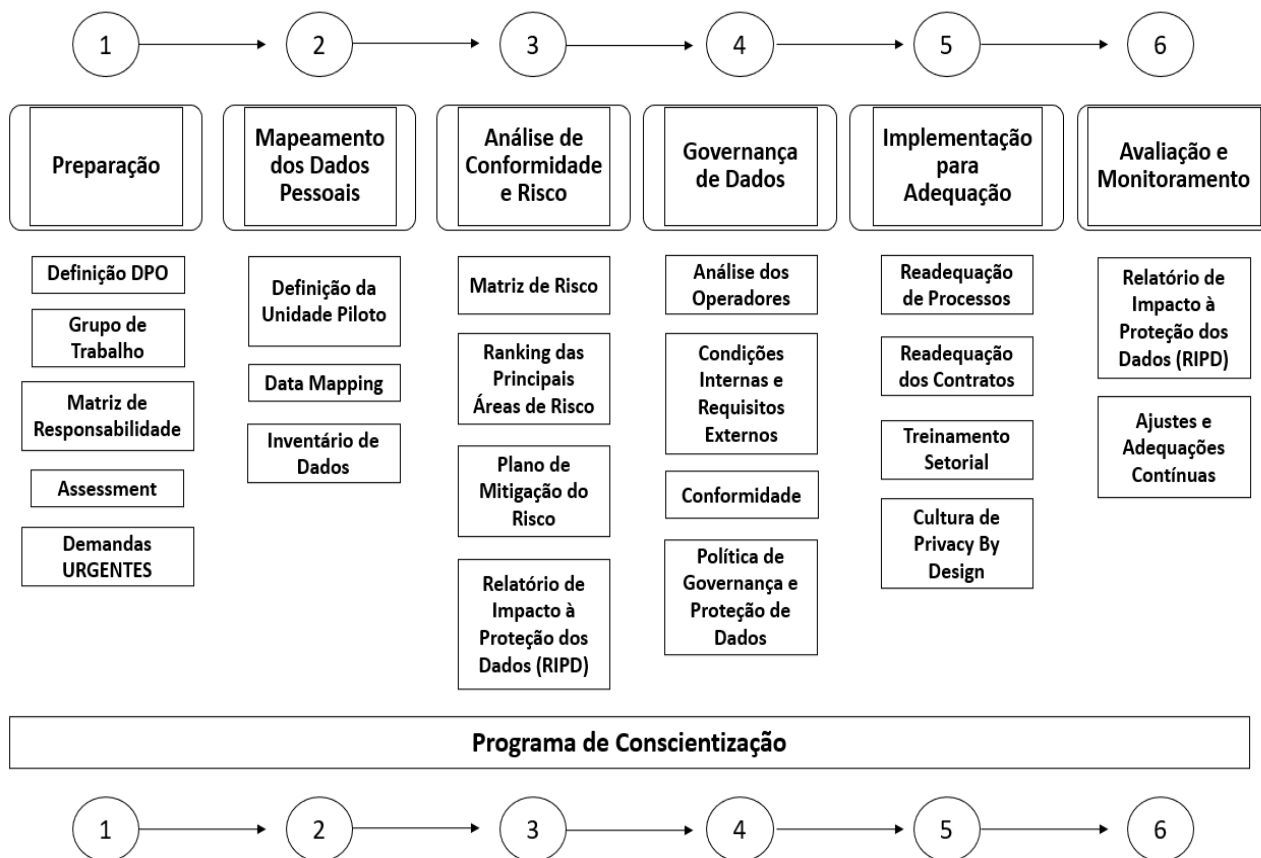 1
2
3
4
5
6
Preparação
Mapeamento
dos Dados
Pessoais
Análise de
Conformidade
e Risco
Governança
de Dados
Implementação
para
Adequação
Avaliação e
Monitoramento
Definição DPO
Grupo de
Trabalho
Matriz de
Responsabilidade
Assessment
Demandas
URGENTES
Definição da
Unidade Piloto
Data Mapping
Inventário de
Dados
Matriz de Risco
Ranking das
Principais
Áreas de Risco
Plano de
Mitigação do
Risco
Relatório de
Impacto à
Proteção dos
Dados (RIPD)
Análise dos
Operadores
Condições
Internas e
Requisitos
Externos
Conformidade
Política de
Governança e
Proteção de
Dados
Readequação
de Processos
Readequação
dos Contratos
Treinamento
Setorial
Cultura de
Privacy By
Design
Relatório de
Impacto à
Proteção dos
Dados (RIPD)
Ajustes e
Adequações
Contínuas
Programa de Conscientização
1
2
3
4
5
6